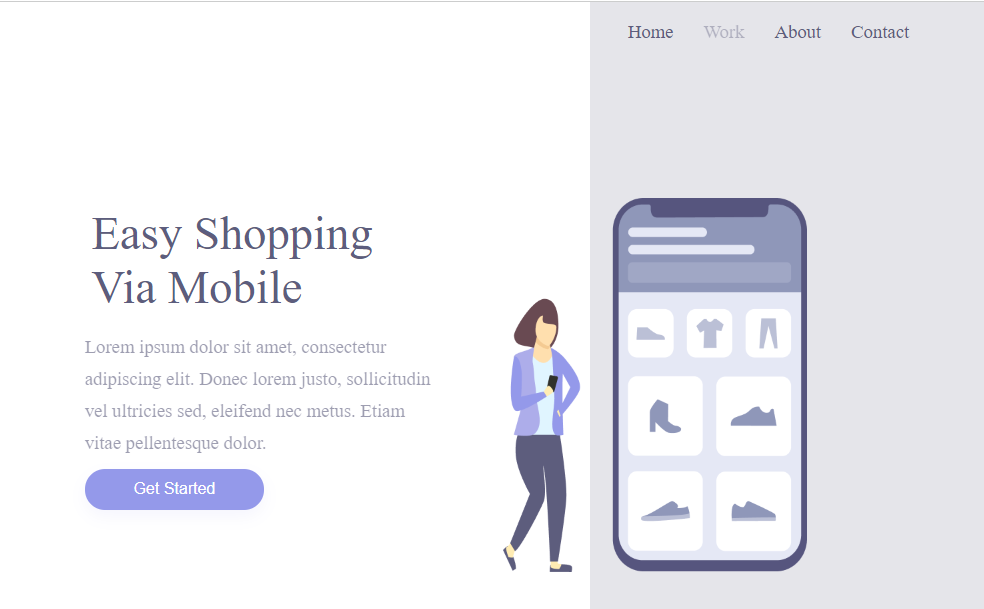 Home Work About Contact
Easy Shopping
Via Mobile
Lorem ipsum dolor sit amet, consectetur
adipiscing elit. Donec lorem justo, sollicitudin
vel ultricies sed, eleifend nec metus. Etiam
vitae pellentesque dolor.
Get Started